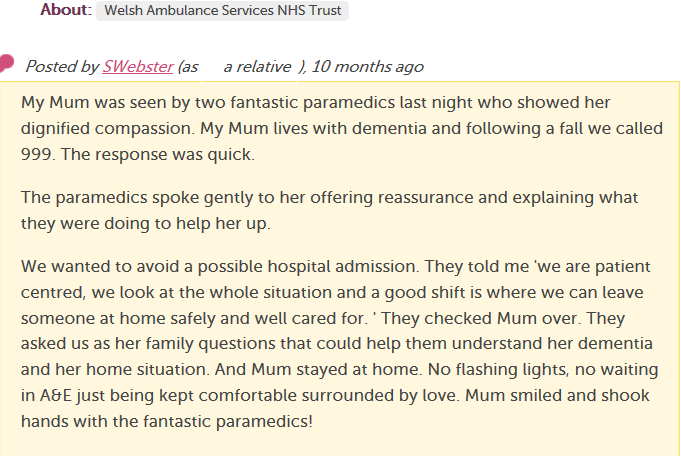 About: Welsh Ambulance Services NHS Trust
Posted by SWebster (as a relative ), 10 months ago
My Mum was seen by two fantastic paramedics last night who showed her
dignified compassion. My Mum lives with dementia and following a fall we called
999. The response was quick.
The paramedics spoke gently to her offering reassurance and explaining what
they were doing to help her up.
We wanted to avoid a possible hospital admission. They told me 'we are patient
centred, we look at the whole situation and a good shift is where we can leave
someone at home safely and well cared for. ' They checked Mum over. They
asked us as her family questions that could help them understand her dementia
and her home situation. And Mum stayed at home. No flashing lights, no waiting
in A&E just being kept comfortable surrounded by love. Mum smiled and shook
hands with the fantastic paramedics!